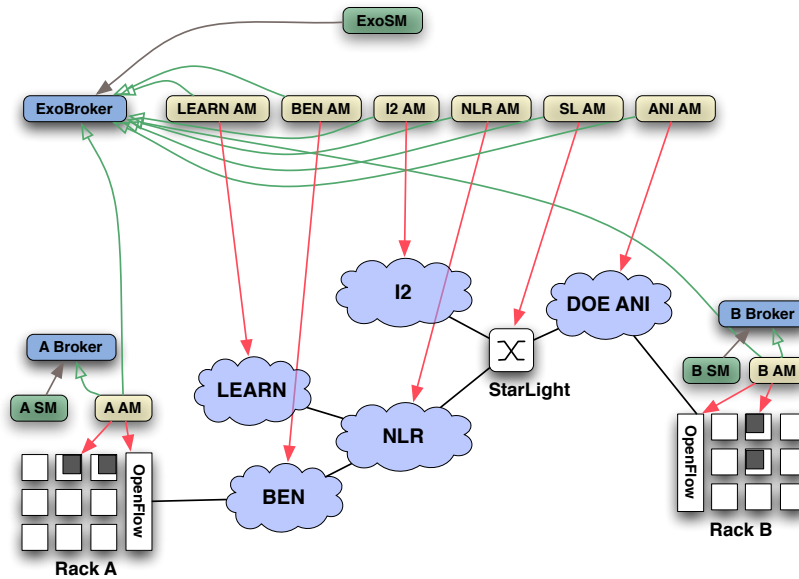 ExoSM
ExoBroker
LEARN AM
BEN AM
I2 AM
NLR AM
SL AM
ANI AM
I2
DOE ANI
A Broker
B Broker
StarLight
LEARN
B SM
B AM
A SM
A AM
NLR
OpenFlow
OpenFlow
BEN
Rack B
Rack A